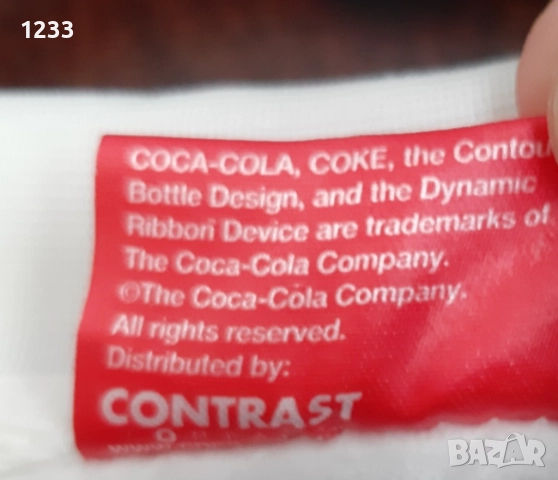 1233
COCA-COLA, COKE, the Contou
Bottle Design, and the Dynamic
Ribbon Device are trademarks of
The Coca-Cola Company.
©The Coca-Cola Company.
All rights reserved.
Distributed by:
CONTRAST
BAZAR